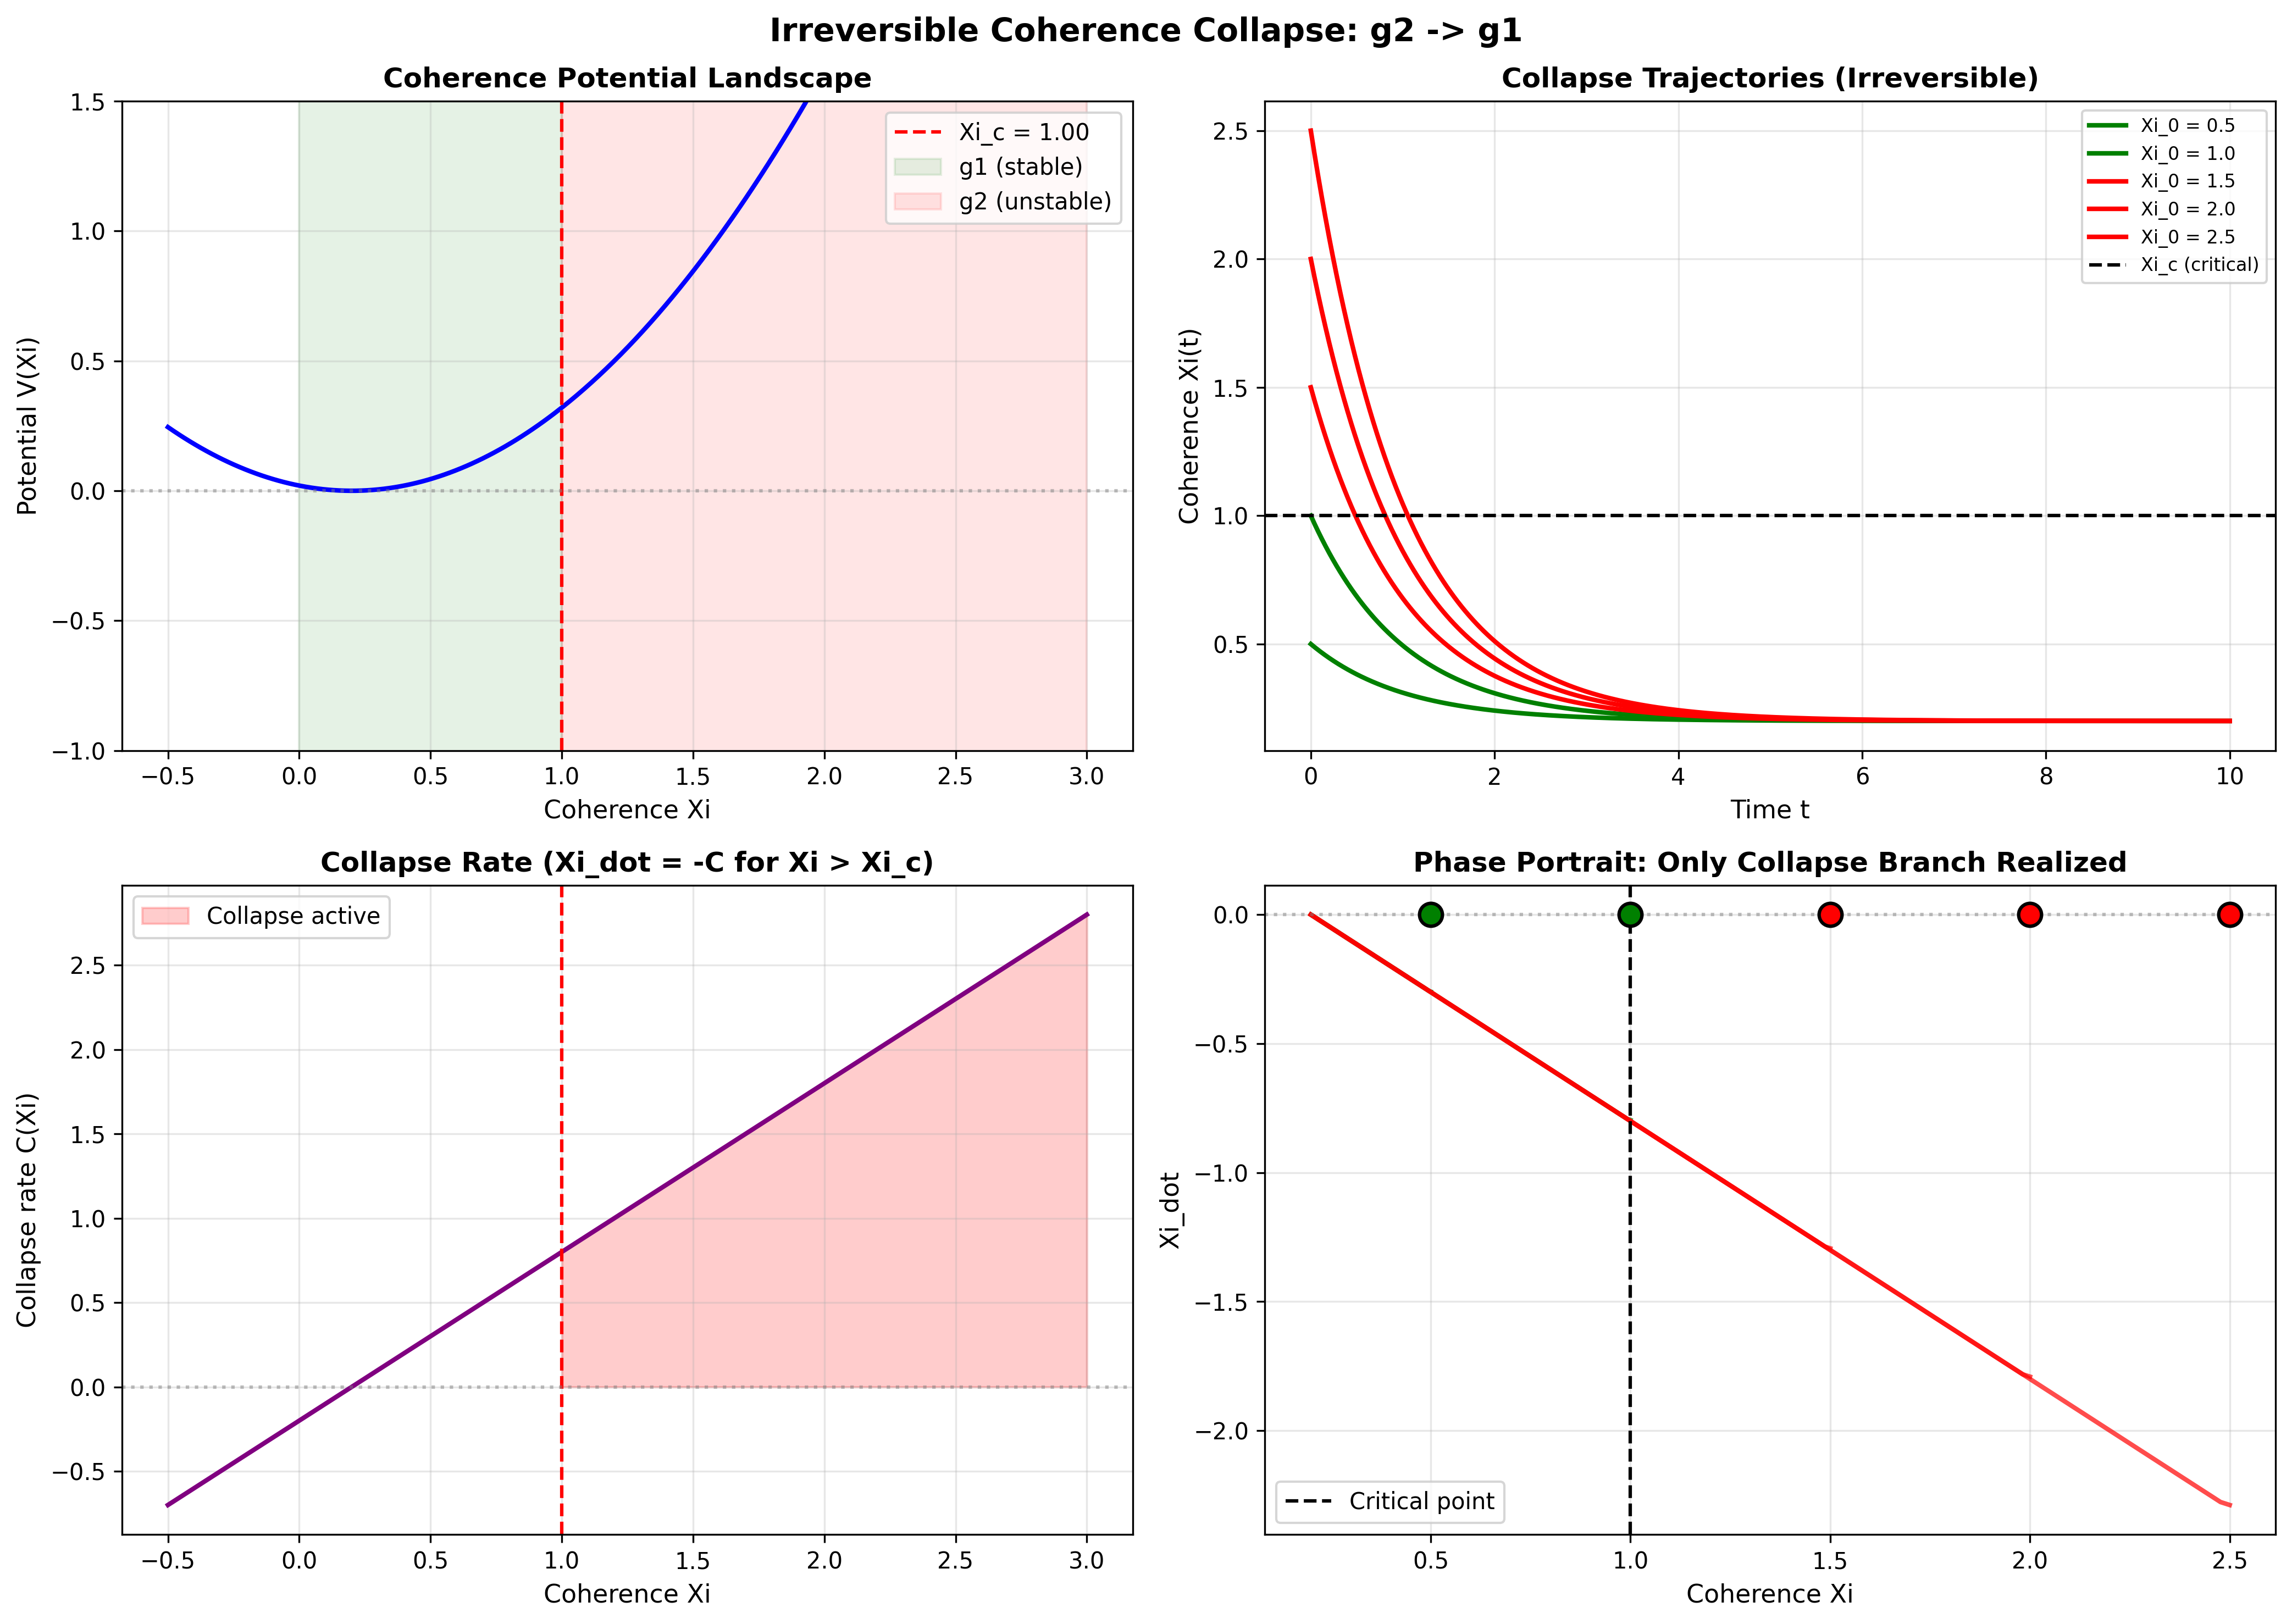 Irreversible Coherence Collapse: g2 -> g1
Coherence Potential Landscape
1.5
1.0
0.5
0.0
−0.5
−1.0
Potential V(Xi)
Xi_c = 1.00
g1 (stable)
g2 (unstable)
−0.5 0.0 0.5 1.0 1.5 2.0 2.5 3.0
Coherence Xi
Collapse Trajectories (Irreversible)
2.5
2.0
1.5
1.0
0.5
Coherence Xi(t)
Xi_0 = 0.5
Xi_0 = 1.0
Xi_0 = 1.5
Xi_0 = 2.0
Xi_0 = 2.5
Xi_c (critical)
0 2 4 6 8 10
Time t
Collapse Rate (Xi_dot = -C for Xi > Xi_c)
Collapse active
2.5
2.0
1.5
1.0
0.5
0.0
−0.5
Collapse rate C(Xi)
−0.5 0.0 0.5 1.0 1.5 2.0 2.5 3.0
Coherence Xi
Phase Portrait: Only Collapse Branch Realized
0.0
−0.5
−1.0
−1.5
−2.0
Xi_dot
Critical point
0.5 1.0 1.5 2.0 2.5
Coherence Xi